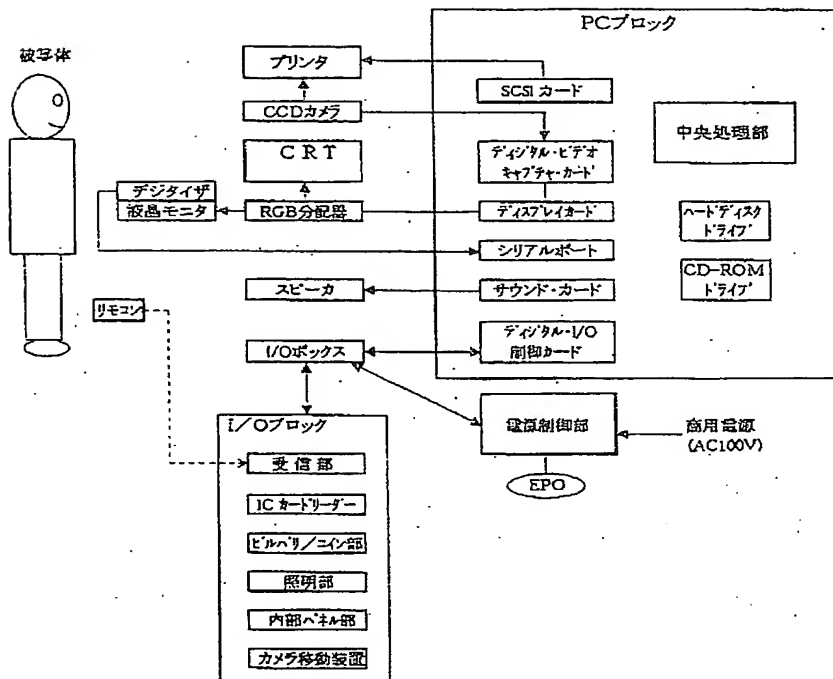 PCブロック
被写体
プリンタ
SCSI カード
CCDカメラ
中央処理部
CRT
ディジタル・ビデオ
キャプチャ・カード
デジタイザ
液晶モニタ
RGB分配器
ディスプレイカード
ハードディスク
ドライブ
シリアルポート
CD-ROM
ドライブ
スピーカ
サウンド・カード
リモコン
ディジタル・I/O
制御カード
I/Oボックス
I/Oブロック
電源制御部
商用電源
(AC100V)
受信部
EPO
ICカードリーダー
ビルバリ/コイン部
照明部
内部パネル部
カメラ移動装置